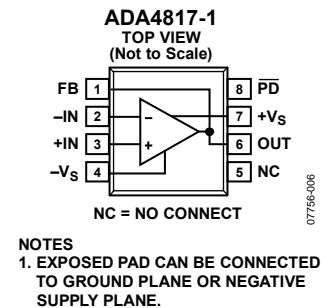 ADA4817-1
TOP VIEW
(Not to Scale)
FB 1 8 PD
–IN 2 – 7 +VS
+IN 3 + 6 OUT
–VS 4 5 NC
NC = NO CONNECT
07756-006
NOTES
1. EXPOSED PAD CAN BE CONNECTED
TO GROUND PLANE OR NEGATIVE
SUPPLY PLANE.